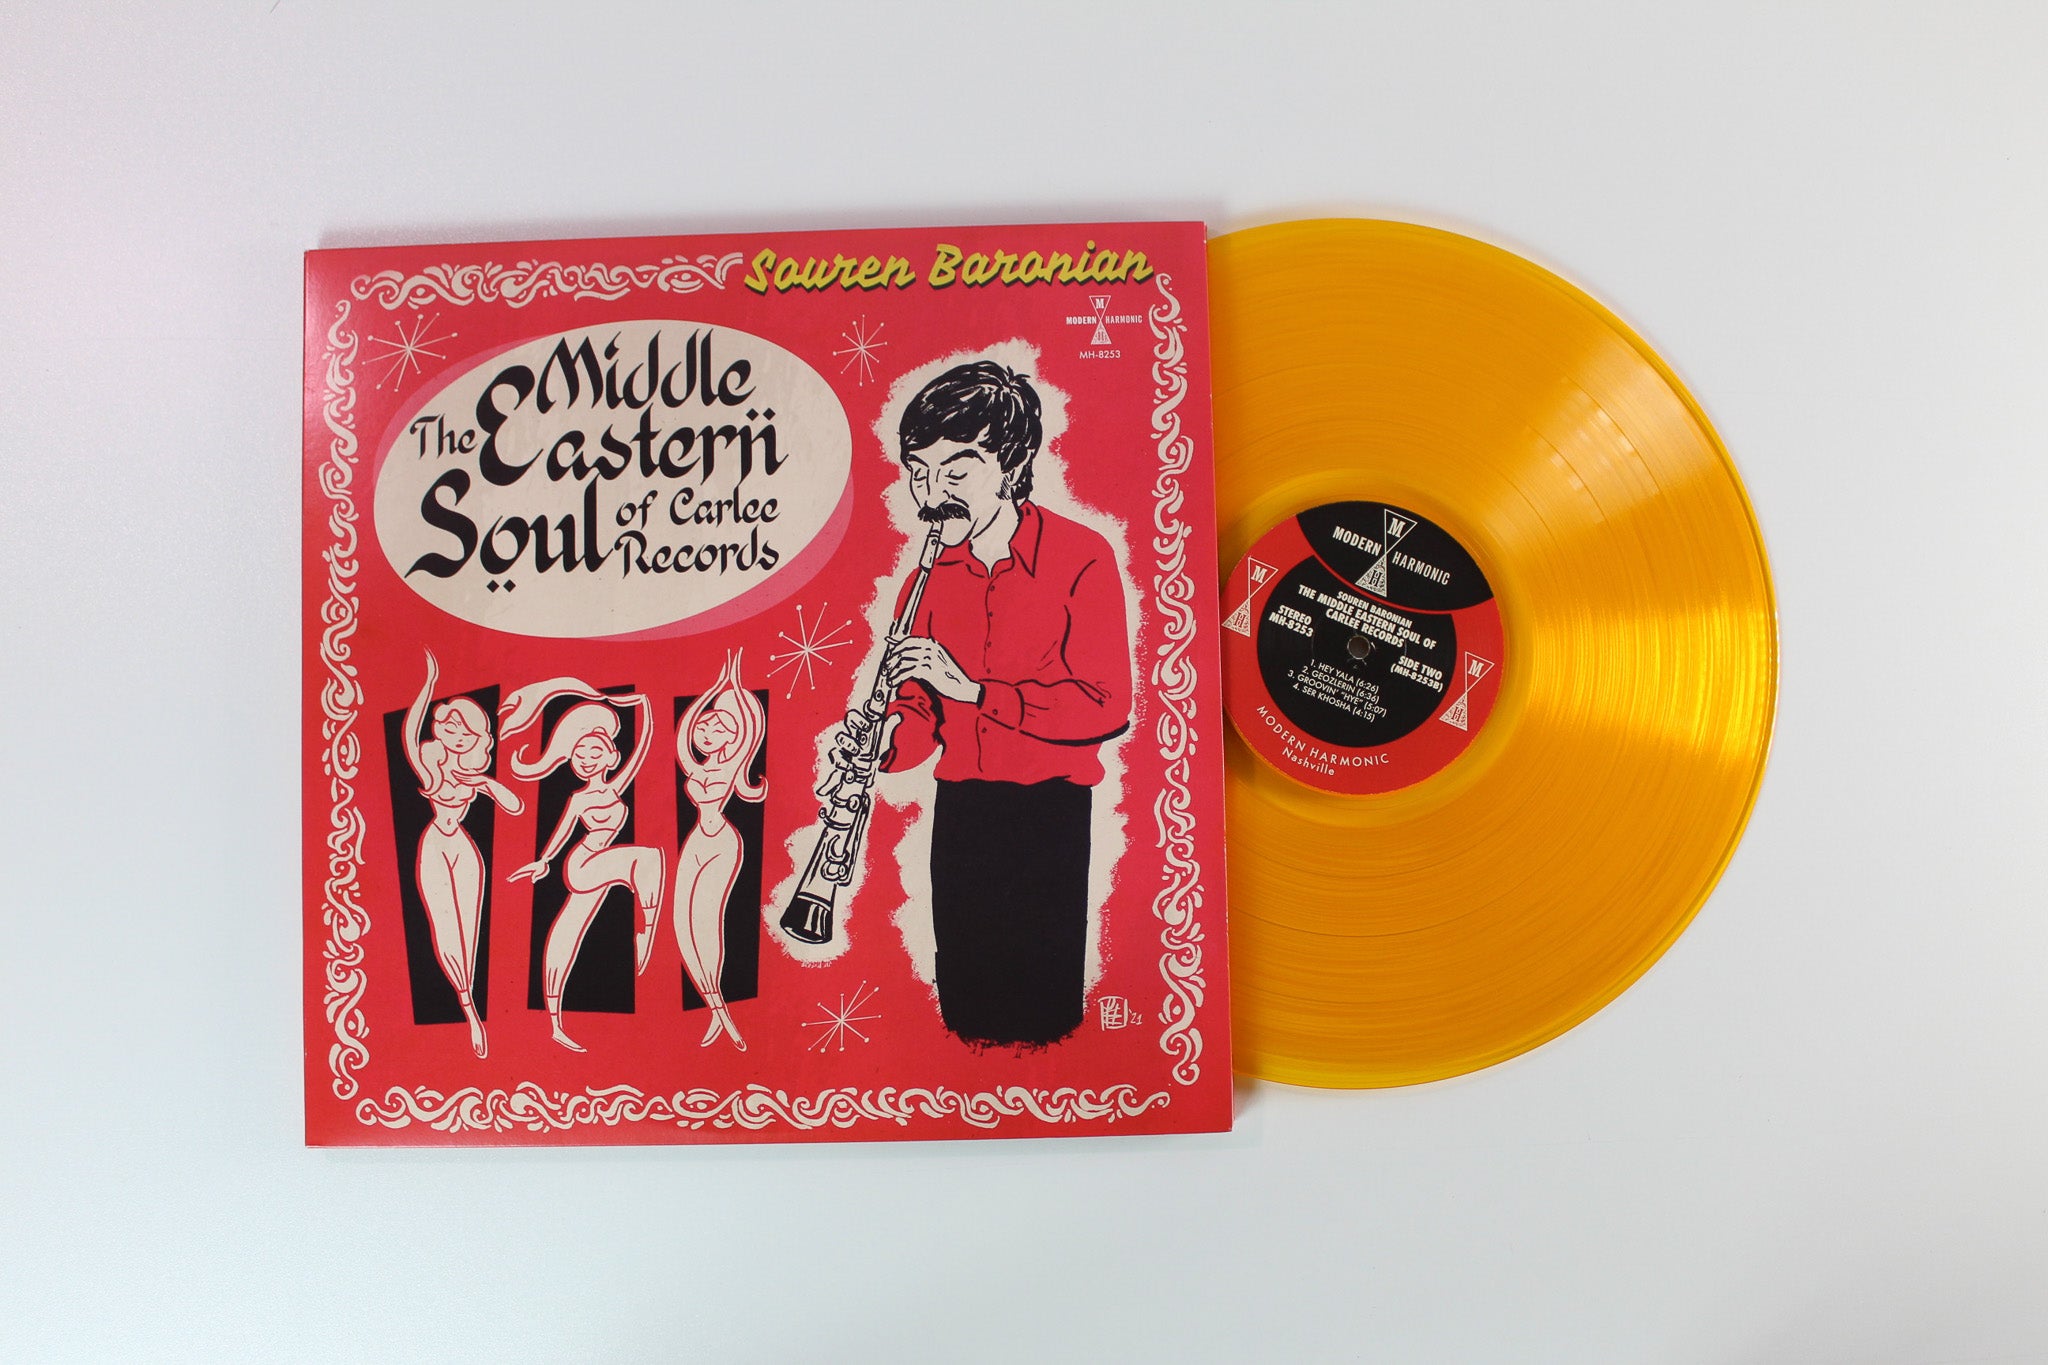 Souren Baronian
M
MODERN HARMONIC
MH-8253
The Middle
Eastern
Soul of Carlee
Records
'21
M
MODERN HARMONIC
SOUREN BARONIAN
THE MIDDLE EASTERN SOUL OF
CARLEE RECORDS
STEREO
MH-8253
SIDE TWO
(MH-8253B)
1. HEY YALA (6:26)
2. GEOZLERIN (6:36)
3. GROOVIN' "HYE" (5:07)
4. SER KHOSHA (4:15)
M
M
MODERN HARMONIC
Nashville